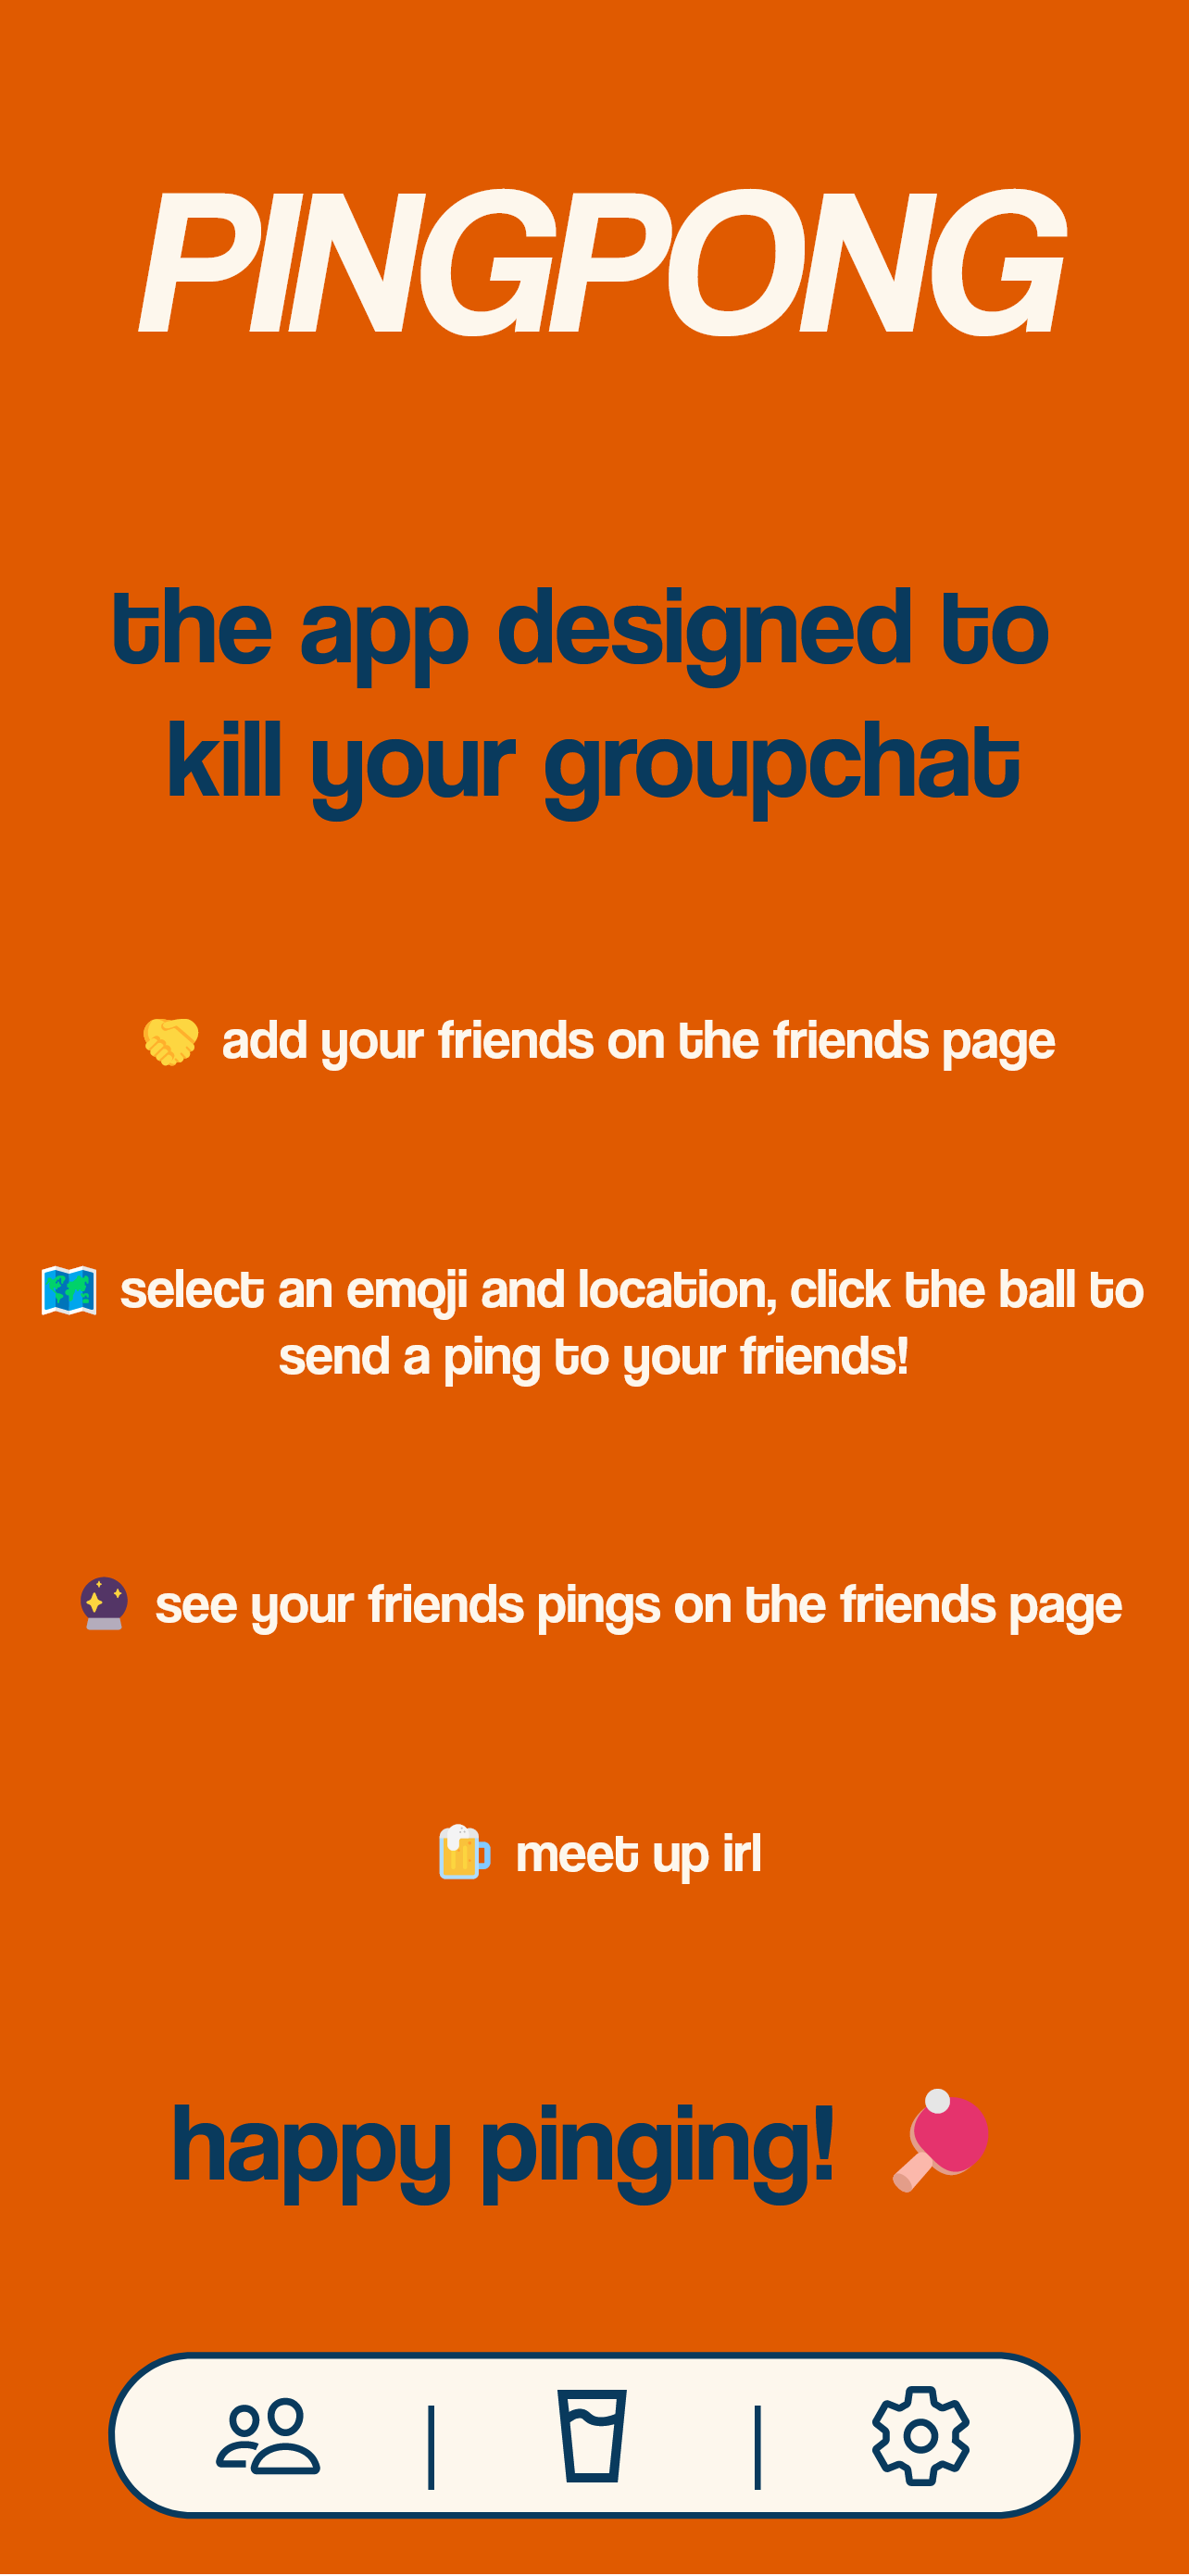 PINGPONG
the app designed to
kill your groupchat
🤝 add your friends on the friends page
🗺️ select an emoji and location, click the ball to
send a ping to your friends!
🔮 see your friends pings on the friends page
🍺 meet up irl
happy pinging! 🏓